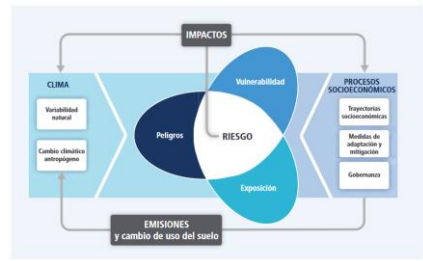 IMPACTOS
CLIMA
Variabilidad
natural
Cambio climático
antropógeno
Vulnerabilidad
Peligros
RIESGO
Exposición
PROCESOS
SOCIOECONÓMICOS
Trayectorias
socioeconómicas
Medidas de
adaptación y
mitigación
Gobernanza
EMISIONES
y cambio de uso del suelo